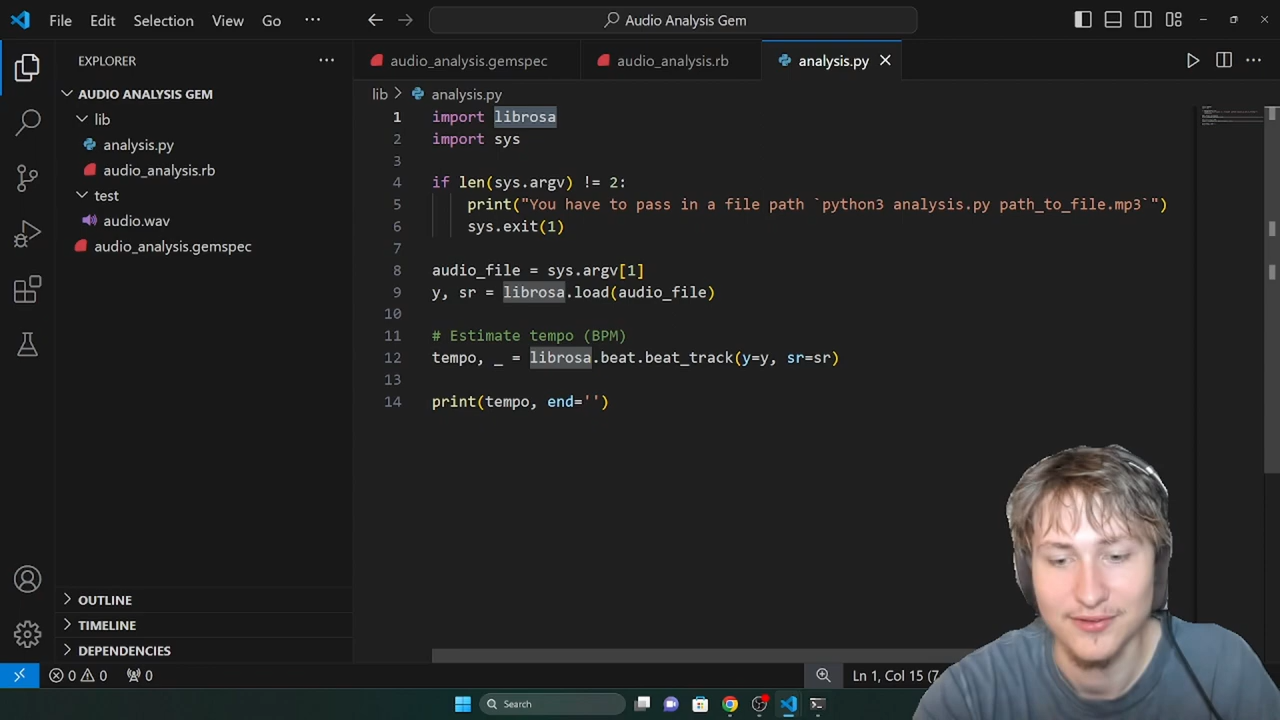 File Edit Selection View Go ···
Audio Analysis Gem
EXPLORER ···
audio_analysis.gemspec
audio_analysis.rb
analysis.py
AUDIO ANALYSIS GEM
lib
analysis.py
audio_analysis.rb
test
audio.wav
audio_analysis.gemspec
OUTLINE
TIMELINE
DEPENDENCIES
lib > analysis.py
1 import librosa
2 import sys
3
4 if len(sys.argv) != 2:
5 print("You have to pass in a file path `python3 analysis.py path_to_file.mp3`")
6 sys.exit(1)
7
8 audio_file = sys.argv[1]
9 y, sr = librosa.load(audio_file)
10
11 # Estimate tempo (BPM)
12 tempo, _ = librosa.beat.beat_track(y=y, sr=sr)
13
14 print(tempo, end='')
0 0 0
Ln 1, Col 15 (7
Search